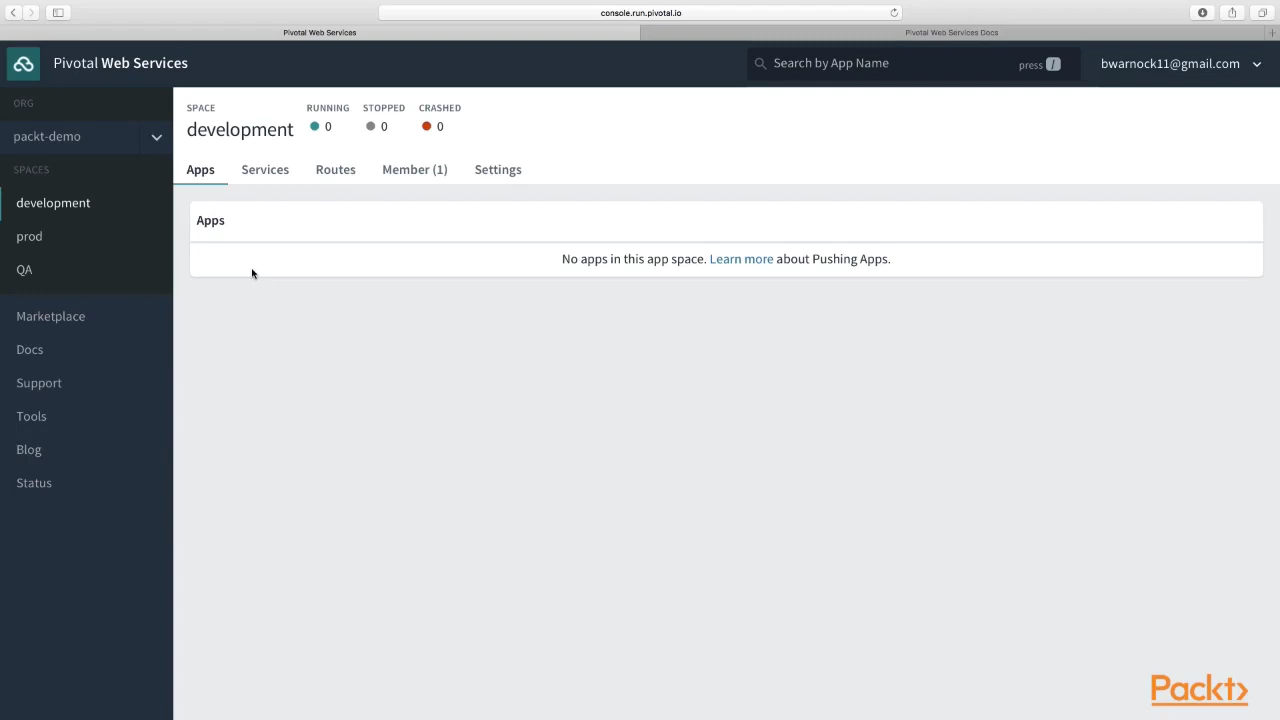 console.run.pivotal.io
Pivotal Web Services
Pivotal Web Services Docs
Pivotal Web Services
Search by App Name
press /
bwarnock11@gmail.com
ORG
packt-demo
SPACES
development
prod
QA
Marketplace
Docs
Support
Tools
Blog
Status
SPACE
development
RUNNING
0
STOPPED
0
CRASHED
0
Apps
Services
Routes
Member (1)
Settings
Apps
No apps in this app space. Learn more about Pushing Apps.
Packt>